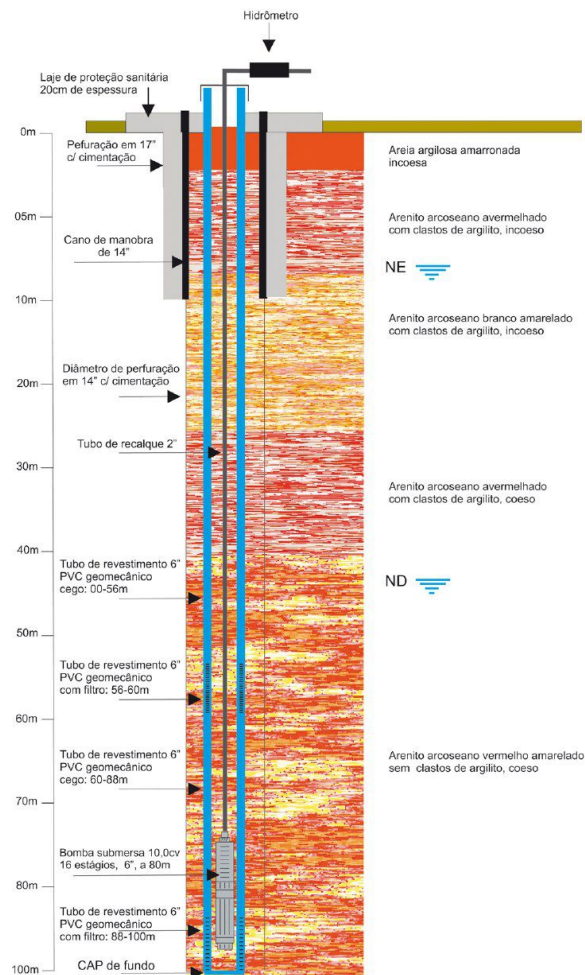 Hidrômetro
Laje de proteção sanitária
20cm de espessura
0m
Pefuração em 17"
c/ cimentação
Areia argilosa amarronada
incoesa
05m
Arenito arcoseano avermelhado
com clastos de argilito, incoeso
Cano de manobra
de 14"
NE
10m
Arenito arcoseano branco amarelado
com clastos de argilito, incoeso
Diâmetro de perfuração
em 14" c/ cimentação
20m
Tubo de recalque 2"
30m
Arenito arcoseano avermelhado
com clastos de argilito, coeso
40m
Tubo de revestimento 6"
PVC geomecânico
cego: 00-56m
ND
50m
Tubo de revestimento 6"
PVC geomecânico
com filtro: 56-60m
60m
Tubo de revestimento 6"
PVC geomecânico
cego: 60-88m
Arenito arcoseano vermelho amarelado
sem clastos de argilito, coeso
70m
Bomba submersa 10,0cv
16 estágios, 6", a 80m
80m
Tubo de revestimento 6"
PVC geomecânico
com filtro: 88-100m
CAP de fundo
100m